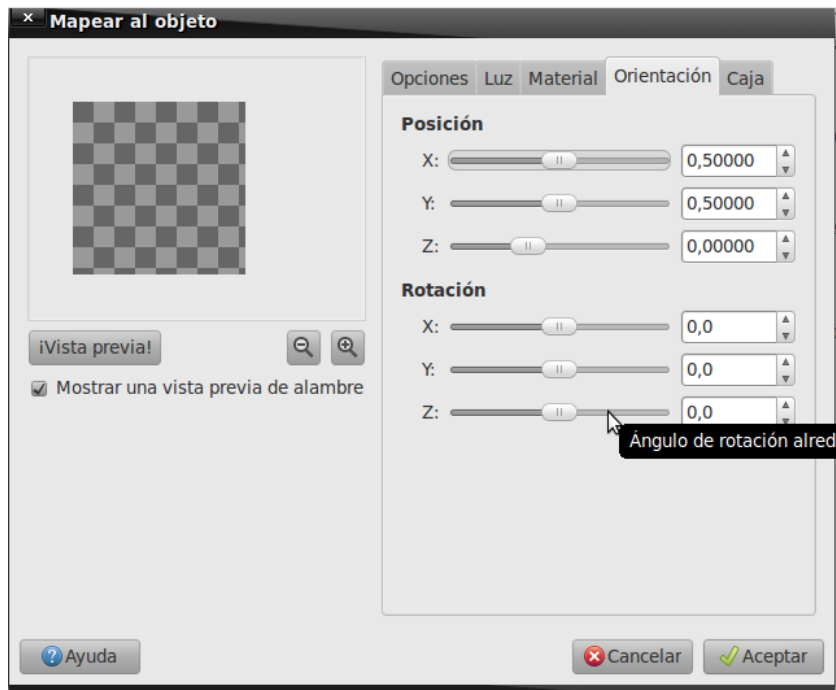 Mapear al objeto
Opciones Luz Material Orientación Caja
Posición
X: 0,50000
Y: 0,50000
Z: 0,00000
Rotación
X: 0,0
Y: 0,0
Z: 0,0
Ángulo de rotación alred
¡Vista previa!
Mostrar una vista previa de alambre
Ayuda
Cancelar
Aceptar